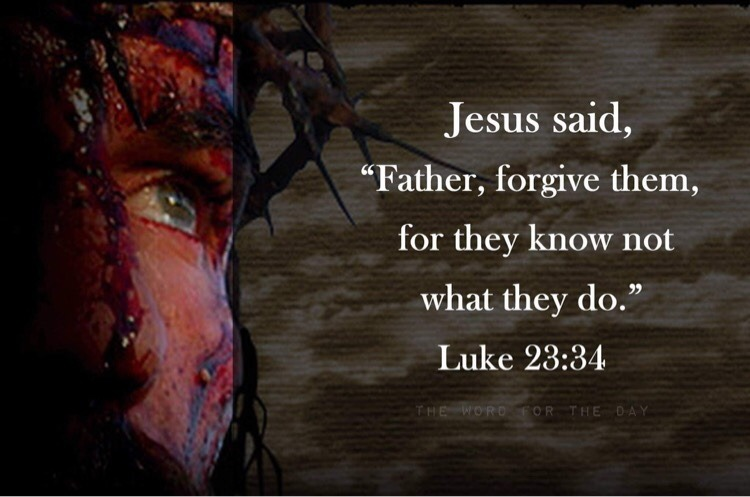 Jesus said,
“Father, forgive them,
for they know not
what they do.”
Luke 23:34
THE WORD FOR THE DAY